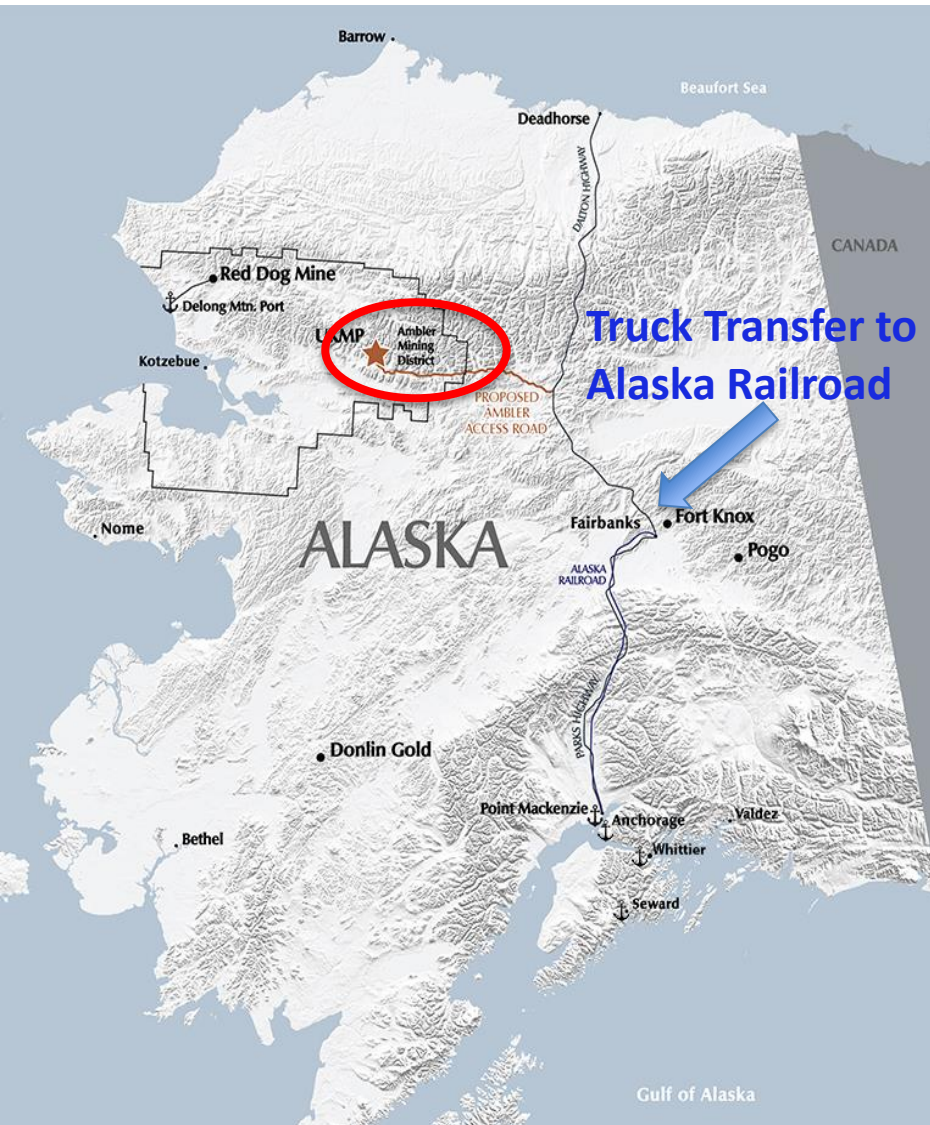 Barrow
Beaufort Sea
Deadhorse
DALTON HIGHWAY
CANADA
Red Dog Mine
Delong Mtn. Port
Truck Transfer to
Alaska Railroad
UKMP
Ambler
Mining
District
Kotzebue
PROPOSED
AMBLER
ACCESS ROAD
Nome
ALASKA
Fairbanks
Fort Knox
Pogo
ALASKA
RAILROAD
PARKS HIGHWAY
Donlin Gold
Point Mackenzie
Anchorage
Valdez
Whittier
Bethel
Seward
Gulf of Alaska